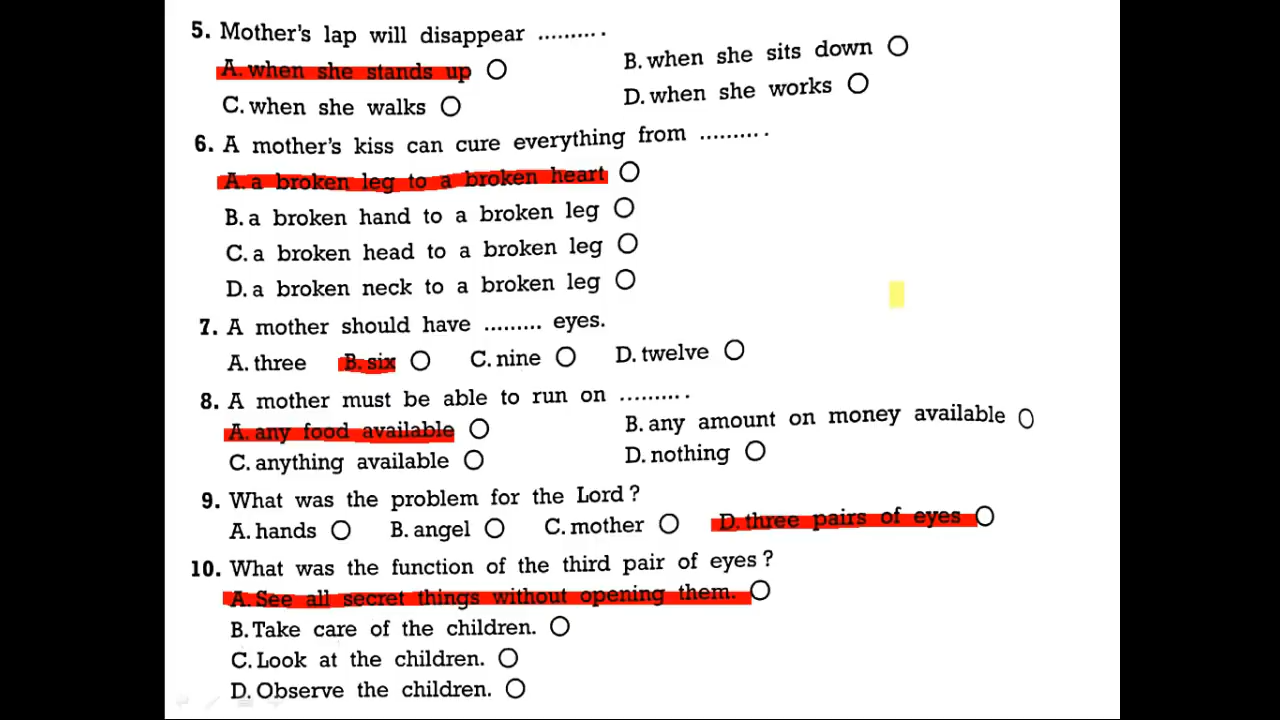 5. Mother's lap will disappear ..........
A. when she stands up B. when she sits down
C. when she walks D. when she works
6. A mother's kiss can cure everything from ..........
A. a broken leg to a broken heart
B. a broken hand to a broken leg
C. a broken head to a broken leg
D. a broken neck to a broken leg
7. A mother should have ......... eyes.
A. three B. six C. nine D. twelve
8. A mother must be able to run on ..........
A. any food available B. any amount on money available
C. anything available D. nothing
9. What was the problem for the Lord ?
A. hands B. angel C. mother D. three pairs of eyes
10. What was the function of the third pair of eyes ?
A. See all secret things without opening them.
B. Take care of the children.
C. Look at the children.
D. Observe the children.